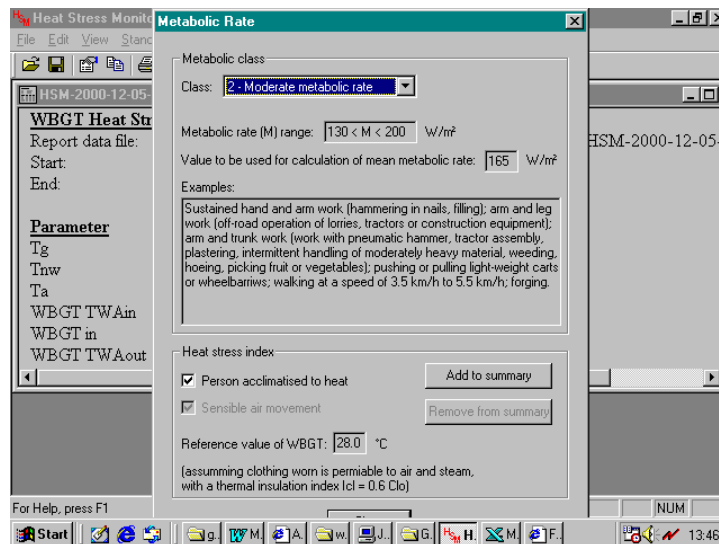 Heat Stress Monito
File Edit View Stand
HSM-2000-12-05-
WBGT Heat Str
Report data file:
HSM-2000-12-05-
Start:
End:
Parameter
Tg
Tnw
Ta
WBGT TWAin
WBGT in
WBGT TWAout
Metabolic Rate
Metabolic class
Class: 2 - Moderate metabolic rate
Metabolic rate (M) range: 130 < M < 200 W/m²
Value to be used for calculation of mean metabolic rate: 165 W/m²
Examples:
Sustained hand and arm work (hammering in nails, filling); arm and leg
work (off-road operation of lorries, tractors or construction equipment);
arm and trunk work (work with pneumatic hammer, tractor assembly,
plastering, intermittent handling of moderately heavy material, weeding,
hoeing, picking fruit or vegetables); pushing or pulling light-weight carts
or wheelbarriws; walking at a speed of 3.5 km/h to 5.5 km/h; forging.
Heat stress index
Person acclimatised to heat
Add to summary
Sensible air movement
Remove from summary
Reference value of WBGT: 28.0 °C
(assumming clothing worn is permiable to air and steam,
with a thermal insulation index Icl = 0.6 Clo)
For Help, press F1
NUM
Start g.. M. A. w. J.. G. H. M. F.. 13:46